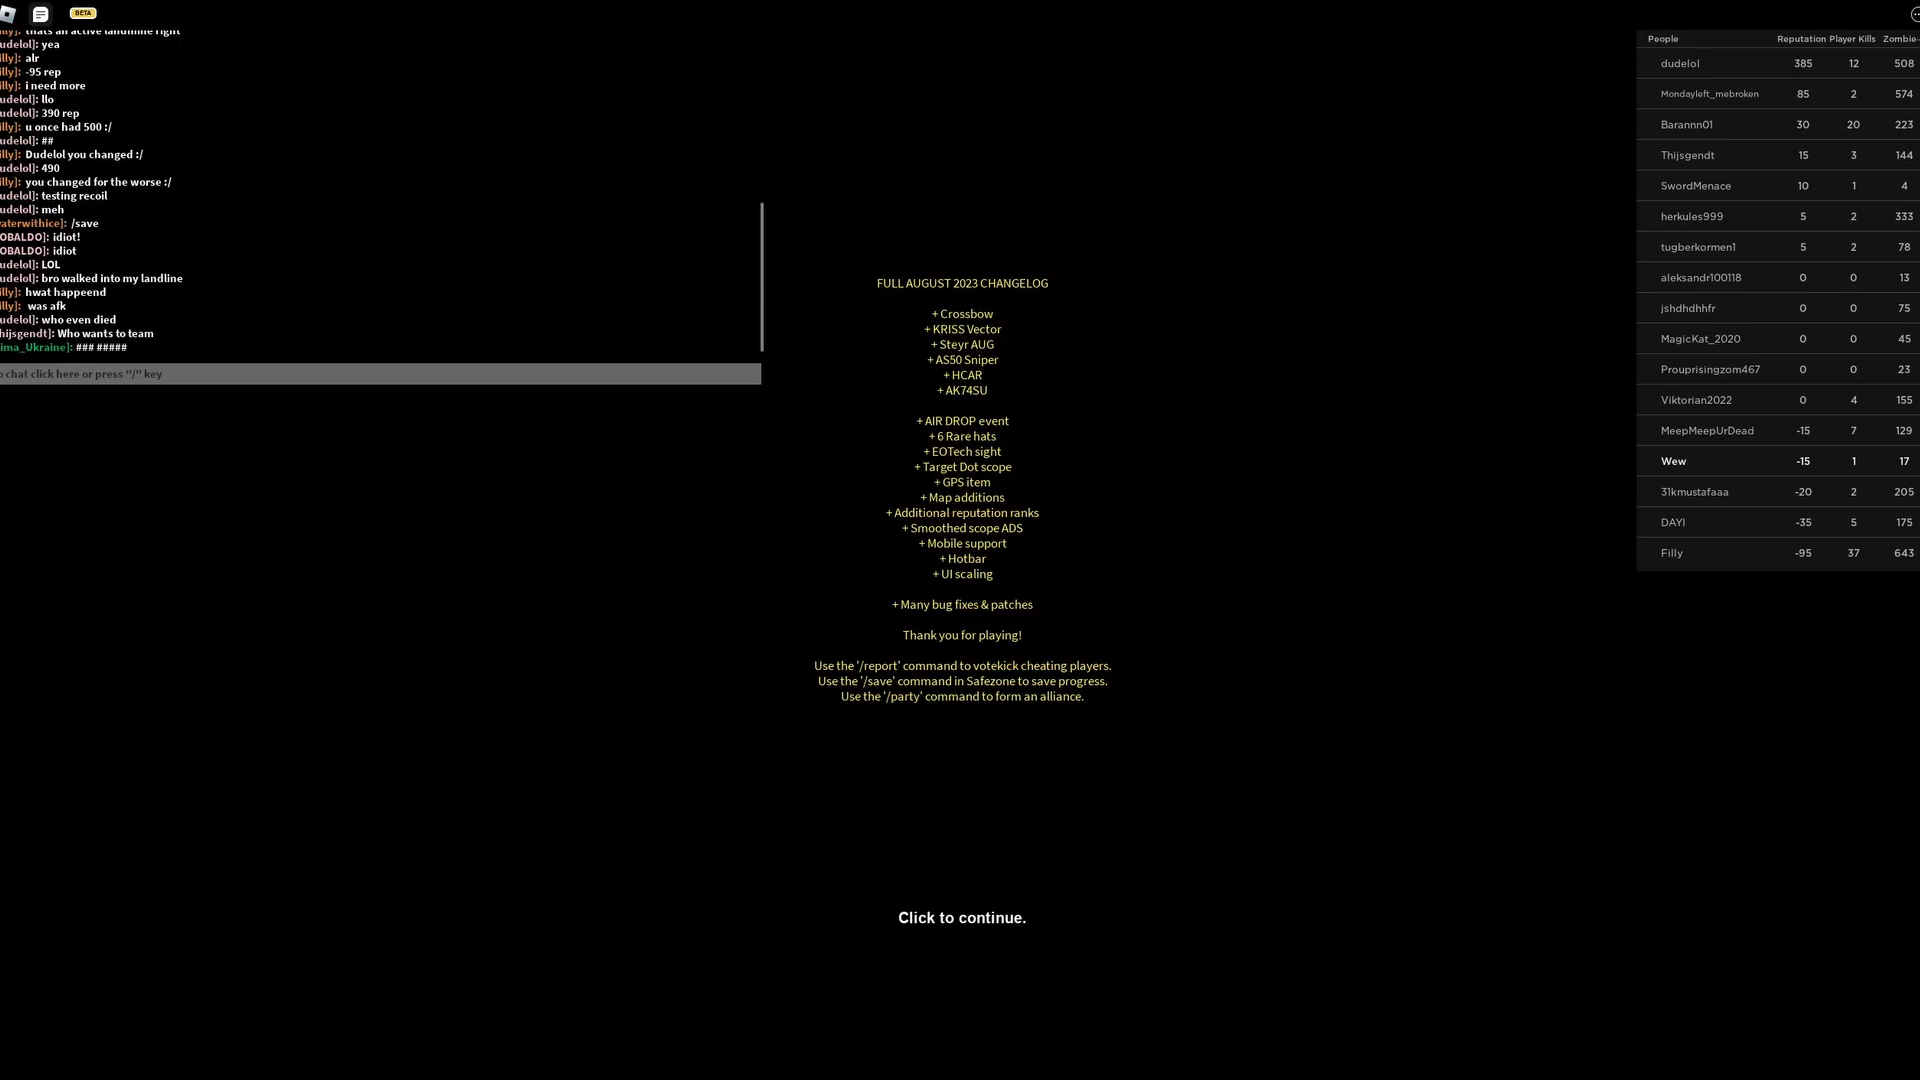 BETA
illy]: thats an active landmine right
udelol]: yea
illy]: alr
illy]: -95 rep
illy]: i need more
udelol]: llo
udelol]: 390 rep
illy]: u once had 500 :/
udelol]: ##
illy]: Dudelol you changed :/
udelol]: 490
illy]: you changed for the worse :/
udelol]: testing recoil
udelol]: meh
vaterwithice]: /save
OBALDO]: idiot!
OBALDO]: idiot
udelol]: LOL
udelol]: bro walked into my landline
illy]: hwat happeend
illy]: was afk
udelol]: who even died
hijsgendt]: Who wants to team
ima_Ukraine]: ### #####
o chat click here or press "/" key
FULL AUGUST 2023 CHANGELOG
+ Crossbow
+ KRISS Vector
+ Steyr AUG
+ AS50 Sniper
+ HCAR
+ AK74SU
+ AIR DROP event
+ 6 Rare hats
+ EOTech sight
+ Target Dot scope
+ GPS item
+ Map additions
+ Additional reputation ranks
+ Smoothed scope ADS
+ Mobile support
+ Hotbar
+ UI scaling
+ Many bug fixes & patches
Thank you for playing!
Use the '/report' command to votekick cheating players.
Use the '/save' command in Safezone to save progress.
Use the '/party' command to form an alliance.
Click to continue.
People Reputation Player Kills Zombie
dudelol 385 12 508
Mondayleft_mebroken 85 2 574
Barannn01 30 20 223
Thijsgendt 15 3 144
SwordMenace 10 1 4
herkules999 5 2 333
tugberkormen1 5 2 78
aleksandr100118 0 0 13
jshdhdhhfr 0 0 75
MagicKat_2020 0 0 45
Prouprisingzom467 0 0 23
Viktorian2022 0 4 155
MeepMeepUrDead -15 7 129
Wew -15 1 17
31kmustafaaa -20 2 205
DAYI -35 5 175
Filly -95 37 643